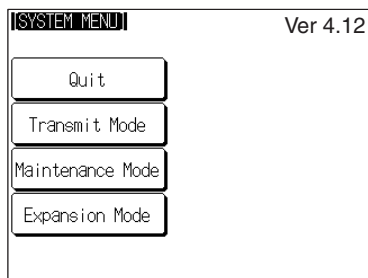 [SYSTEM MENU]
Ver 4.12
Quit
Transmit Mode
Maintenance Mode
Expansion Mode